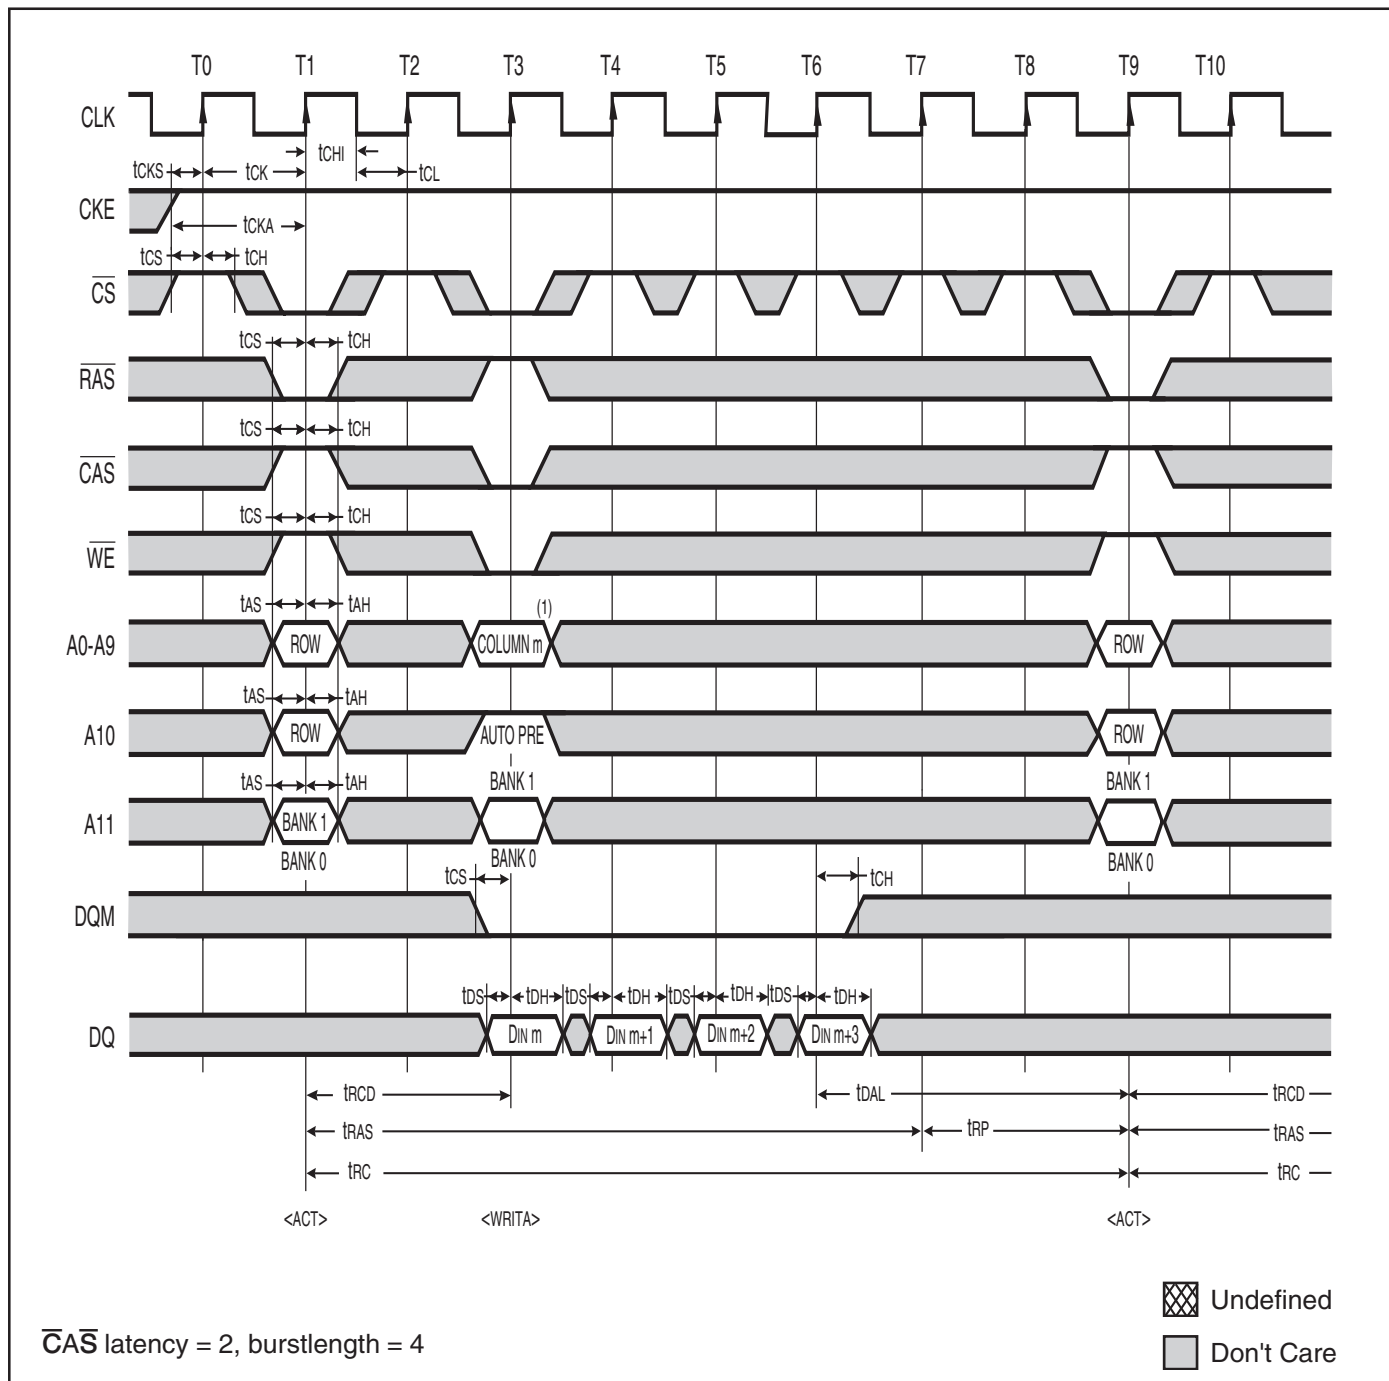 T0 T1 T2 T3 T4 T5 T6 T7 T8 T9 T10
CLK
tCHI
tCKS tCK tCL
CKE
tCKA
tCS tCH
CS
tCS tCH
RAS
tCS tCH
CAS
tCS tCH
WE
tAS tAH (1)
A0-A9 ROW COLUMN m ROW
tAS tAH
A10 ROW AUTO PRE ROW
BANK 1 BANK 1
tAS tAH
A11 BANK 1
BANK 0 BANK 0 BANK 0
tCS tCH
DQM
tDS tDH tDS tDH tDS tDH tDS tDH
DQ DIN m DIN m+1 DIN m+2 DIN m+3
tRCD tDAL tRCD
tRAS tRP tRAS
tRC tRC
<ACT> <WRITA> <ACT>
Undefined
CAS latency = 2, burstlength = 4
Don't Care